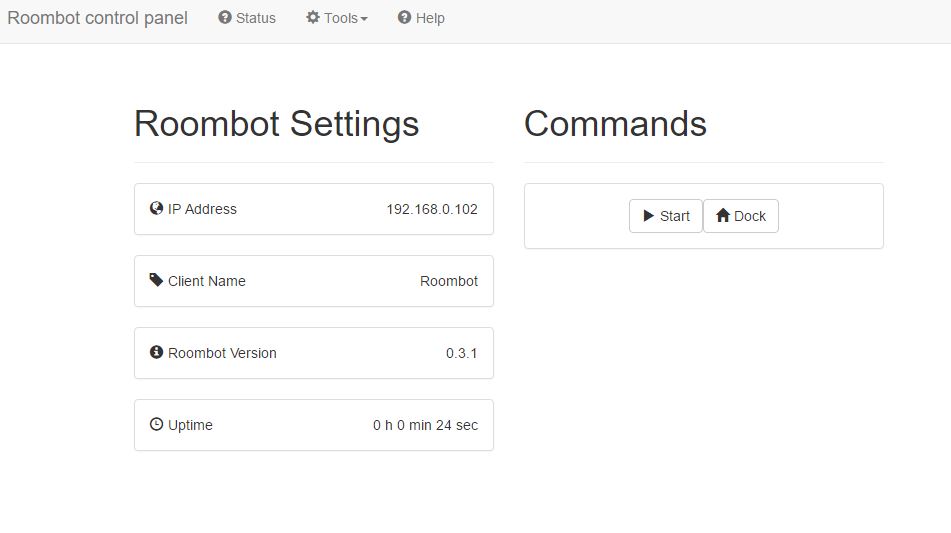 Roombot control panel Status Tools Help
Roombot Settings
IP Address 192.168.0.102
Client Name Roombot
Roombot Version 0.3.1
Uptime 0 h 0 min 24 sec
Commands
Start Dock